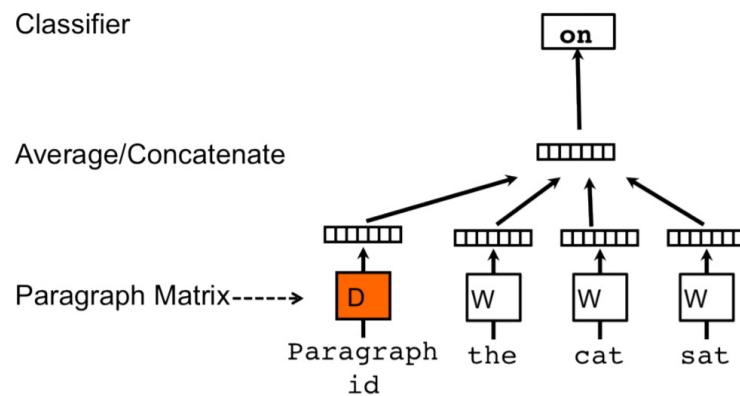 Classifier
on
Average/Concatenate
Paragraph Matrix
D
W
W
W
Paragraph
id
the
cat
sat